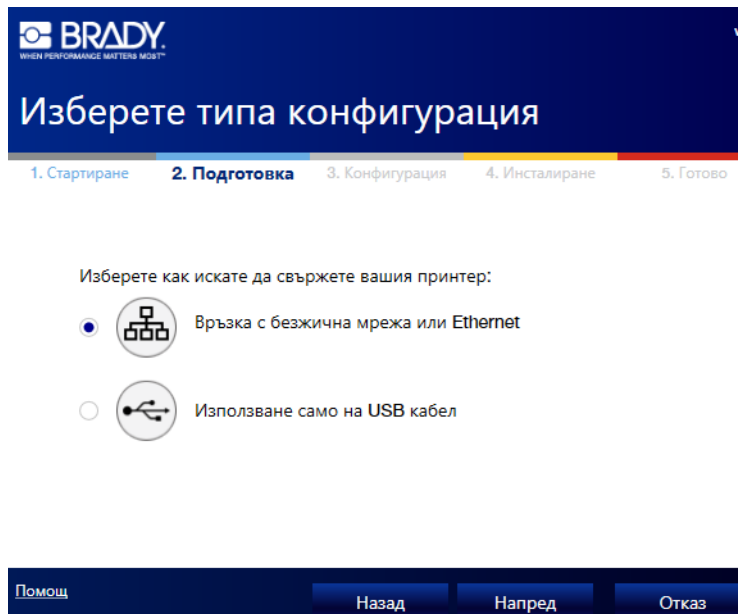 BRADY.
WHEN PERFORMANCE MATTERS MOST™
Изберете типа конфигурация
1. Стартиране 2. Подготовка 3. Конфигурация 4. Инсталиране 5. Готово
Изберете как искате да свържете вашия принтер:
Връзка с безжична мрежа или Ethernet
Използване само на USB кабел
Помощ Назад Напред Отказ